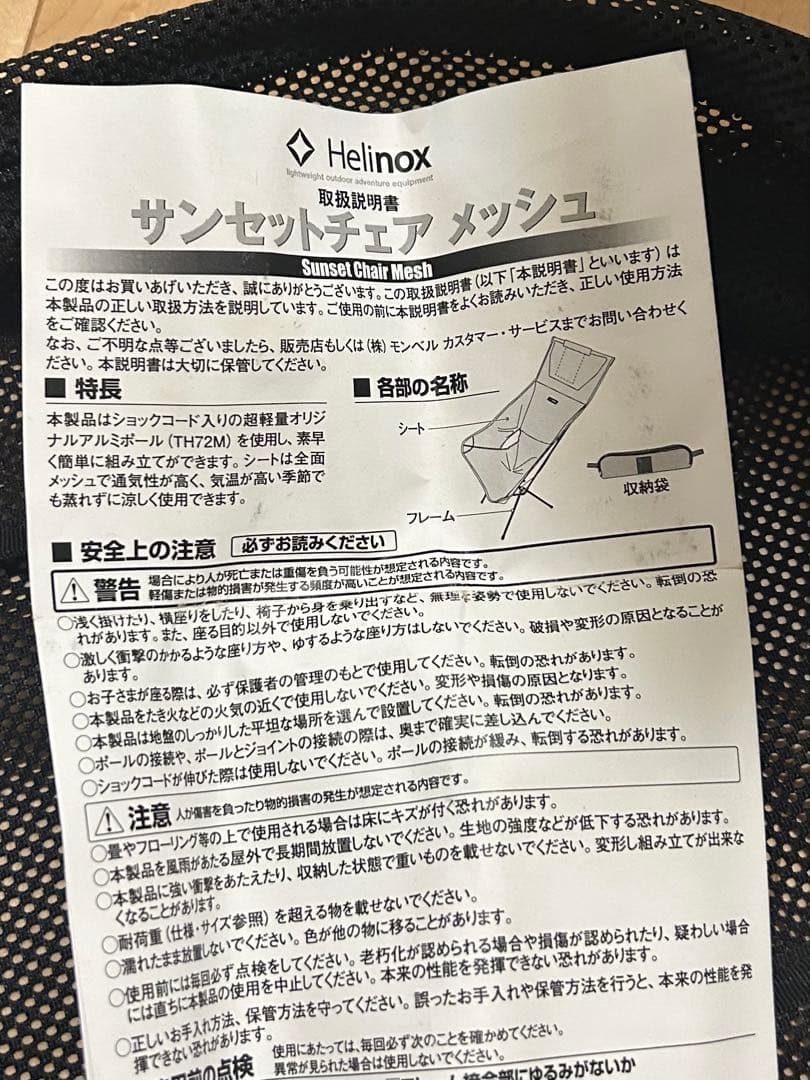 Helinox
lightweight outdoor adventure equipment
取扱説明書
サンセットチェア メッシュ
Sunset Chair Mesh
この度はお買いあげいただき、誠にありがとうございます。この取扱説明書(以下「本説明書」といいます)は
本製品の正しい取扱方法を説明しています。ご使用の前に本説明書をよくお読みいただき、正しい使用方法
をご確認ください。
なお、ご不明な点等ございましたら、販売店もしくは(株)モンベル カスタマー・サービスまでお問い合わせく
ださい。本説明書は大切に保管してください。
■ 特長
本製品はショックコード入りの超軽量オリジ
ナルアルミポール(TH72M)を使用し、素早
く簡単に組み立てができます。シートは全面
メッシュで通気性が高く、気温が高い季節で
も蒸れずに涼しく使用できます。
■ 各部の名称
シート
フレーム
収納袋
■ 安全上の注意 必ずお読みください
警告 場合により人が死亡または重傷を負う可能性が想定される内容です。
軽傷または物的損害が発生する頻度が高いことが想定される内容です。
○浅く掛けたり、横座りをしたり、椅子から身を乗り出すなど、無理な姿勢で使用しないでください。転倒の恐
れがあります。また、座る目的以外で使用しないでください。
○激しく衝撃のかかるような座り方や、ゆするような座り方はしないでください。破損や変形の原因となることが
あります。
○お子さまが座る際は、必ず保護者の管理のもとで使用してください。転倒の恐れがあります。
○本製品をたき火などの火気の近くで使用しないでください。変形や損傷の原因となります。
○本製品は地盤のしっかりした平坦な場所を選んで設置してください。転倒の恐れがあります。
○ポールの接続や、ポールとジョイントの接続の際は、奥まで確実に差し込んでください。
○ショックコードが伸びた際は使用しないでください。ポールの接続が緩み、転倒する恐れがあります。
注意 人が傷害を負ったり物的損害の発生が想定される内容です。
○畳やフローリング等の上で使用される場合は床にキズが付く恐れがあります。
○本製品を風雨があたる屋外で長期間放置しないでください。生地の強度などが低下する恐れがあります。
○本製品に強い衝撃をあたえたり、収納した状態で重いものを載せないでください。変形し組み立てが出来な
くなることがあります。
○耐荷重(仕様・サイズ参照)を超える物を載せないでください。
○濡れたまま放置しないでください。色が他の物に移ることがあります。
○使用前には毎回必ず点検をしてください。老朽化が認められる場合や損傷が認められたり、疑わしい場合
には直ちに本製品の使用を中止してください。本来の性能を発揮できない恐れがあります。
○正しいお手入れ方法、保管方法を守ってください。誤ったお手入れや保管方法を行うと、本来の性能を発
揮できない恐れがあります。
用前の点検 使用にあたっては、毎回必ず次のことを確かめてください。
異常が見られた場合は使用しないでください。
接合部にゆるみがないか